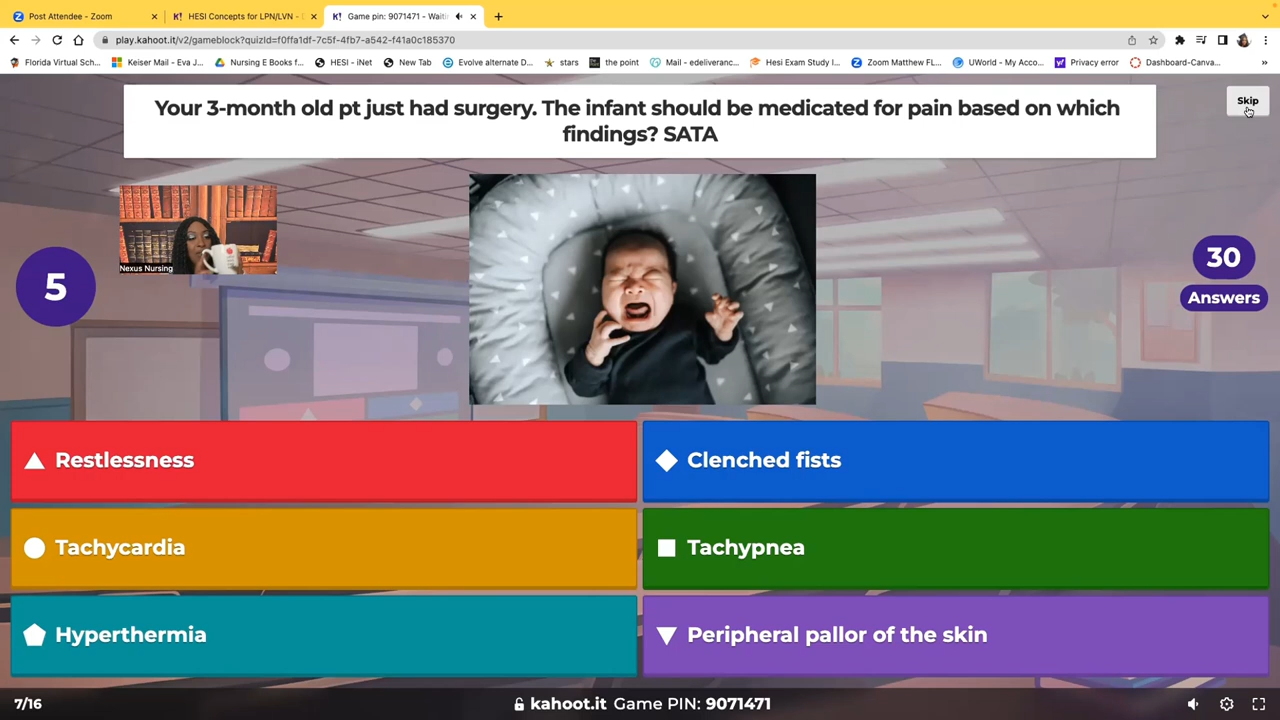 Post Attendee - Zoom
HESI Concepts for LPN/LVN -
Game pin: 9071471 - Waiti
play.kahoot.it/v2/gameblock?quizId=f0ffa1df-7c5f-4fb7-a542-f41a0c185370
Florida Virtual Sch...
Keiser Mail - Eva J...
Nursing E Books f...
HESI - iNet
New Tab
Evolve alternate D...
stars
the point
Mail - edeliveranc...
Hesi Exam Study I...
Zoom Matthew FL...
UWorld - My Acco...
Privacy error
Dashboard-Canva...
Your 3-month old pt just had surgery. The infant should be medicated for pain based on which
findings? SATA
Skip
Nexus Nursing
5
30
Answers
Restlessness
Clenched fists
Tachycardia
Tachypnea
Hyperthermia
Peripheral pallor of the skin
7/16
kahoot.it Game PIN: 9071471